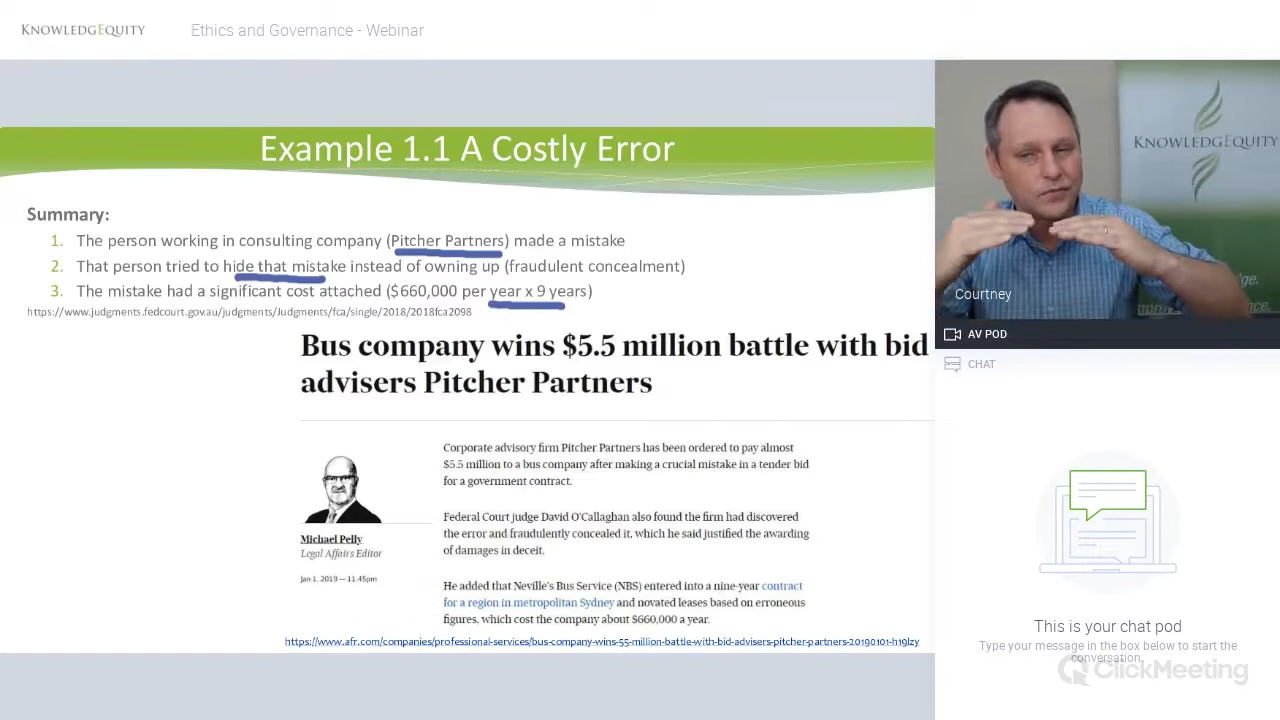 KNOWLEDGEQUITY
Ethics and Governance - Webinar
Example 1.1 A Costly Error
Summary:
1. The person working in consulting company (Pitcher Partners) made a mistake
2. That person tried to hide that mistake instead of owning up (fraudulent concealment)
3. The mistake had a significant cost attached ($660,000 per year x 9 years)
https://www.judgments.fedcourt.gov.au/judgments/Judgments/fca/single/2018/2018fca2098
Bus company wins $5.5 million battle with bid
advisers Pitcher Partners
Michael Pelly
Legal Affairs Editor
Jan 1, 2019 — 11.45pm
Corporate advisory firm Pitcher Partners has been ordered to pay almost
$5.5 million to a bus company after making a crucial mistake in a tender bid
for a government contract.
Federal Court judge David O'Callaghan also found the firm had discovered
the error and fraudulently concealed it, which he said justified the awarding
of damages in deceit.
He added that Neville's Bus Service (NBS) entered into a nine-year contract
for a region in metropolitan Sydney and novated leases based on erroneous
figures, which cost the company about $660,000 a year.
https://www.afr.com/companies/professional-services/bus-company-wins-55-million-battle-with-bid-advisers-pitcher-partners-20190101-h19lzy
KNOWLEDGEQUITY
Courtney
AV POD
CHAT
This is your chat pod
Type your message in the box below to start the
conversation.
ClickMeeting